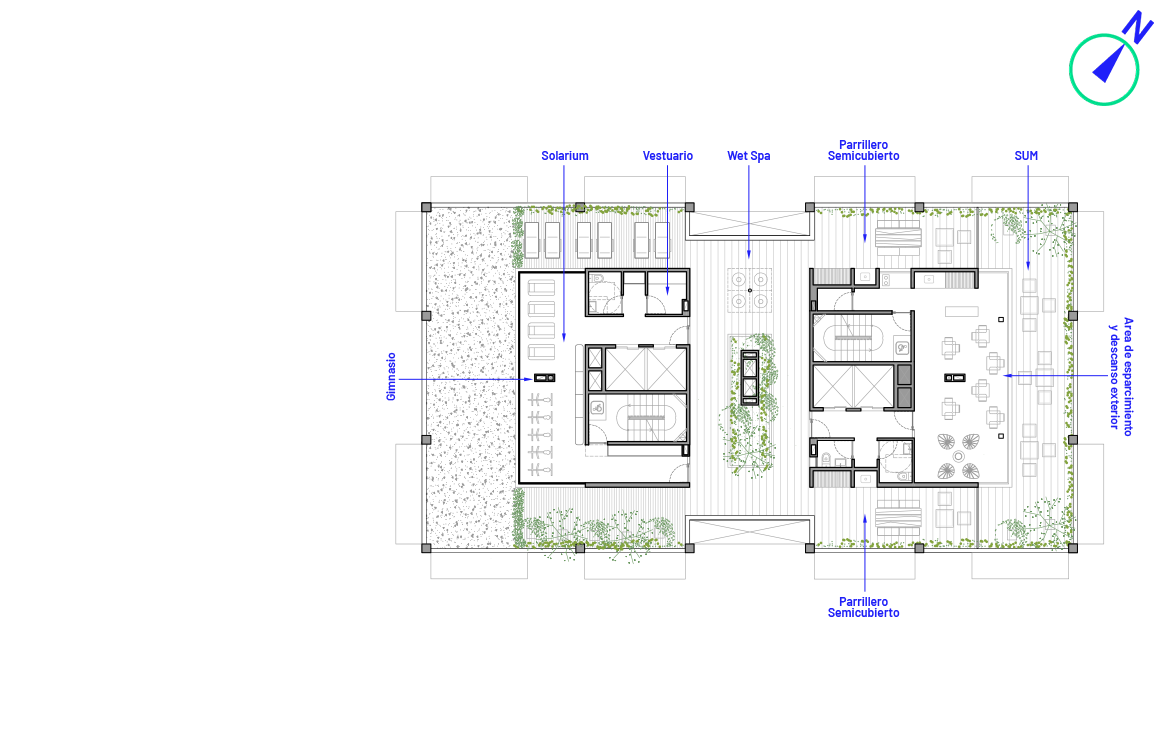 N
Parrillero
Semicubierto
Solarium
Vestuario
Wet Spa
SUM
Gimnasio
Area de esparcimiento
y descanso exterior
Parrillero
Semicubierto